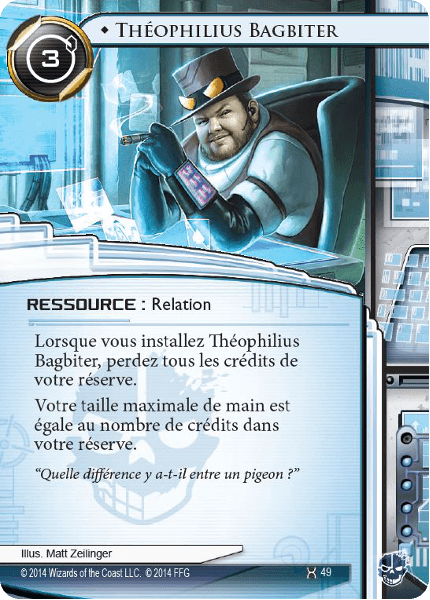 3
◆ Théophilius Bagbiter
RESSOURCE : Relation
Lorsque vous installez Théophilius
Bagbiter, perdez tous les crédits de
votre réserve.
Votre taille maximale de main est
égale au nombre de crédits dans
votre réserve.
“Quelle différence y a-t-il entre un pigeon ?”
Illus. Matt Zeilinger
© 2014 Wizards of the Coast LLC. © 2014 FFG 49